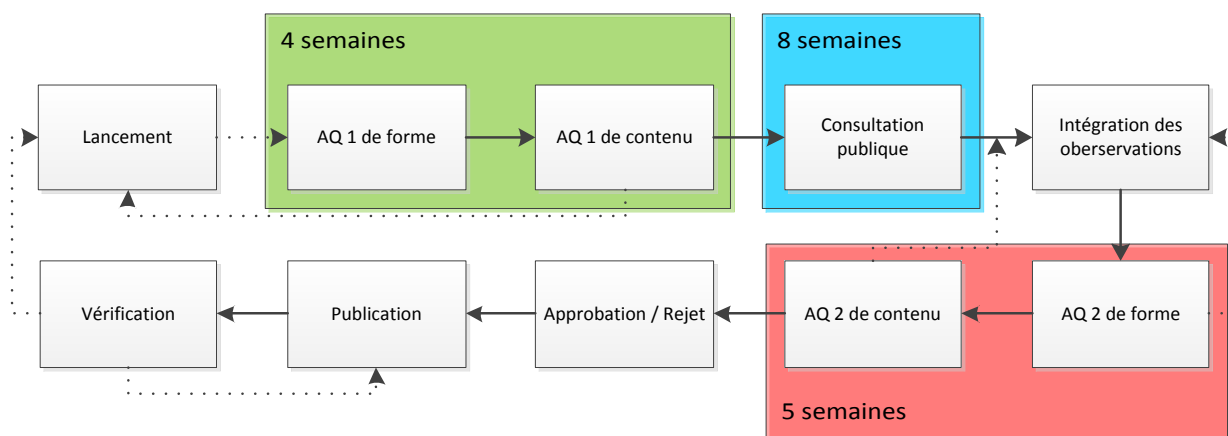 4 semaines
8 semaines
Lancement
AQ 1 de forme
AQ 1 de contenu
Consultation
publique
Intégration des
oberservations
Vérification
Publication
Approbation / Rejet
AQ 2 de contenu
AQ 2 de forme
5 semaines